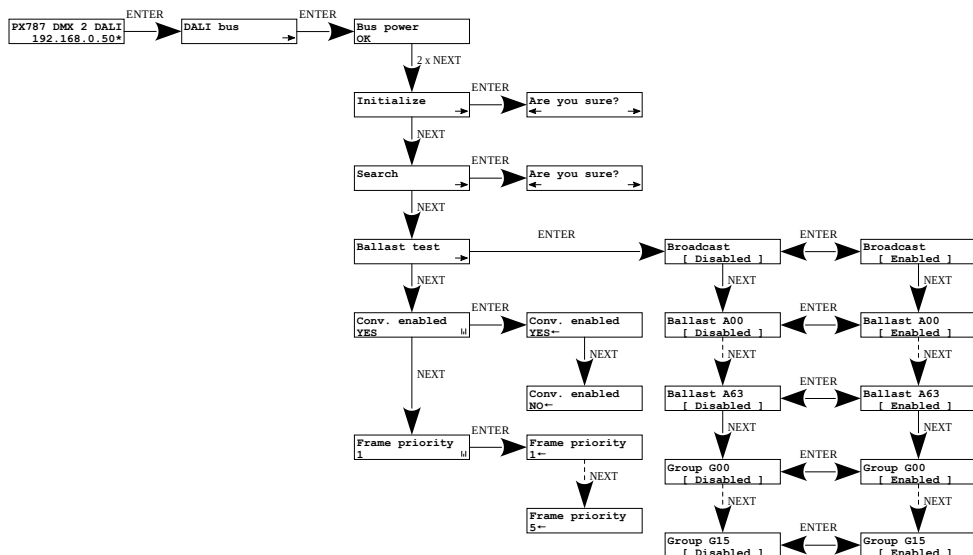 PX787 DMX 2 DALI
192.168.0.50*
ENTER
DALI bus
→
ENTER
Bus power
OK
2 x NEXT
Initialize
→
ENTER
Are you sure?
← →
NEXT
Search
→
ENTER
Are you sure?
← →
NEXT
Ballast test
→
ENTER
Broadcast
[ Disabled ]
ENTER
Broadcast
[ Enabled ]
NEXT
NEXT
NEXT
Conv. enabled
YES
ENTER
Conv. enabled
YES←
Ballast A00
[ Disabled ]
ENTER
Ballast A00
[ Enabled ]
NEXT
NEXT
NEXT
NEXT
Conv. enabled
NO←
Ballast A63
[ Disabled ]
ENTER
Ballast A63
[ Enabled ]
NEXT
NEXT
Frame priority
1
ENTER
Frame priority
1←
NEXT
Group G00
[ Disabled ]
ENTER
Group G00
[ Enabled ]
NEXT
NEXT
Frame priority
5←
Group G15
[ Disabled ]
ENTER
Group G15
[ Enabled ]